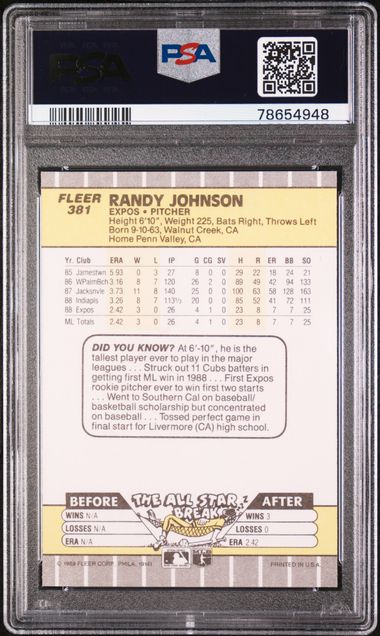 PSA
PSA
78654948
FLEER
381
RANDY JOHNSON
EXPOS • PITCHER
Height 6'10", Weight 225, Bats Right, Throws Left
Born 9-10-63, Walnut Creek, CA
Home Penn Valley, CA
Yr. Club ERA W L IP G CG SV H R ER BB SO
85 Jamestwn 5.93 0 3 27 8 0 0 29 22 18 24 21
86 WPalmBch 3.16 8 7 120 26 2 0 89 49 42 94 133
87 Jacksnvle 3.73 11 8 140 25 0 0 100 63 58 128 163
88 Indiapls 3.26 8 7 113⅓ 20 0 0 85 52 41 72 111
88 Expos 2.42 3 0 26 4 1 0 23 8 7 7 25
ML Totals 2.42 3 0 26 4 1 0 23 8 7 7 25
DID YOU KNOW? At 6'-10", he is the
tallest player ever to play in the major
leagues . . . Struck out 11 Cubs batters in
getting first ML win in 1988 . . . First Expos
rookie pitcher ever to win first two starts
. . . Went to Southern Cal on baseball/
basketball scholarship but concentrated
on baseball . . . Tossed perfect game in
final start for Livermore (CA) high school.
BEFORE THE ALL STAR BREAK AFTER
WINS N/A WINS 3
LOSSES N/A LOSSES 0
ERA N/A ERA 2.42
© 1989 FLEER CORP., PHILA. 19141 PRINTED IN U.S.A.